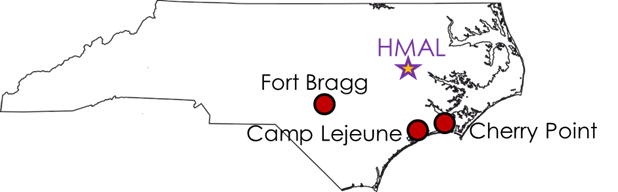 HMAL
Fort Bragg
Camp Lejeune
Cherry Point